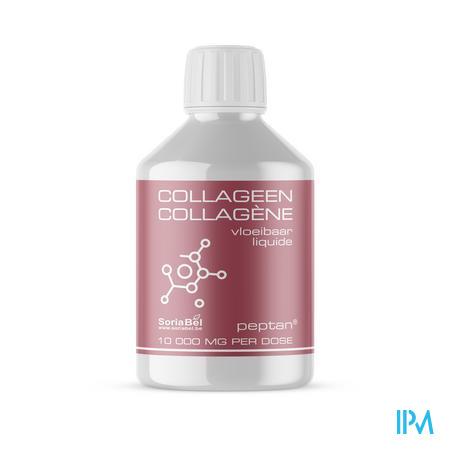 COLLAGEEN
COLLAGÈNE
vloeibaar
liquide
SoriaBel
www.soriabel.be
peptan®
10 000 MG PER DOSE
IPM